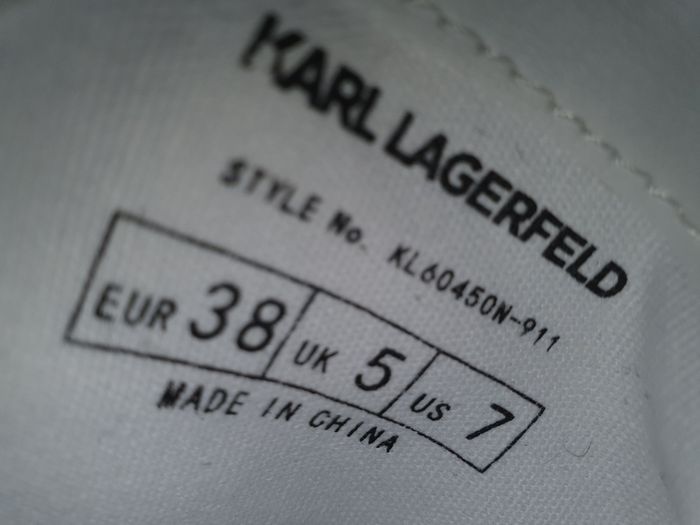 KARL LAGERFELD
STYLE No. KL60450N-911
EUR 38 UK 5 US 7
MADE IN CHINA